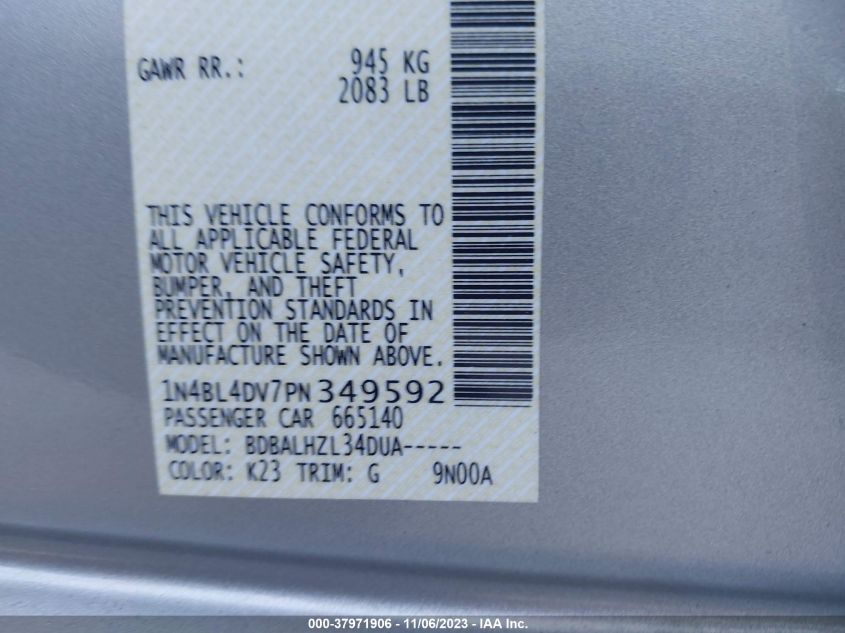 GAWR RR.: 945 KG
2083 LB
THIS VEHICLE CONFORMS TO
ALL APPLICABLE FEDERAL
MOTOR VEHICLE SAFETY,
BUMPER, AND THEFT
PREVENTION STANDARDS IN
EFFECT ON THE DATE OF
MANUFACTURE SHOWN ABOVE.
1N4BL4DV7PN349592
PASSENGER CAR 665140
MODEL: BDBALHZL34DUA-----
COLOR: K23 TRIM: G 9N00A
000-37971906 - 11/06/2023 - IAA Inc.